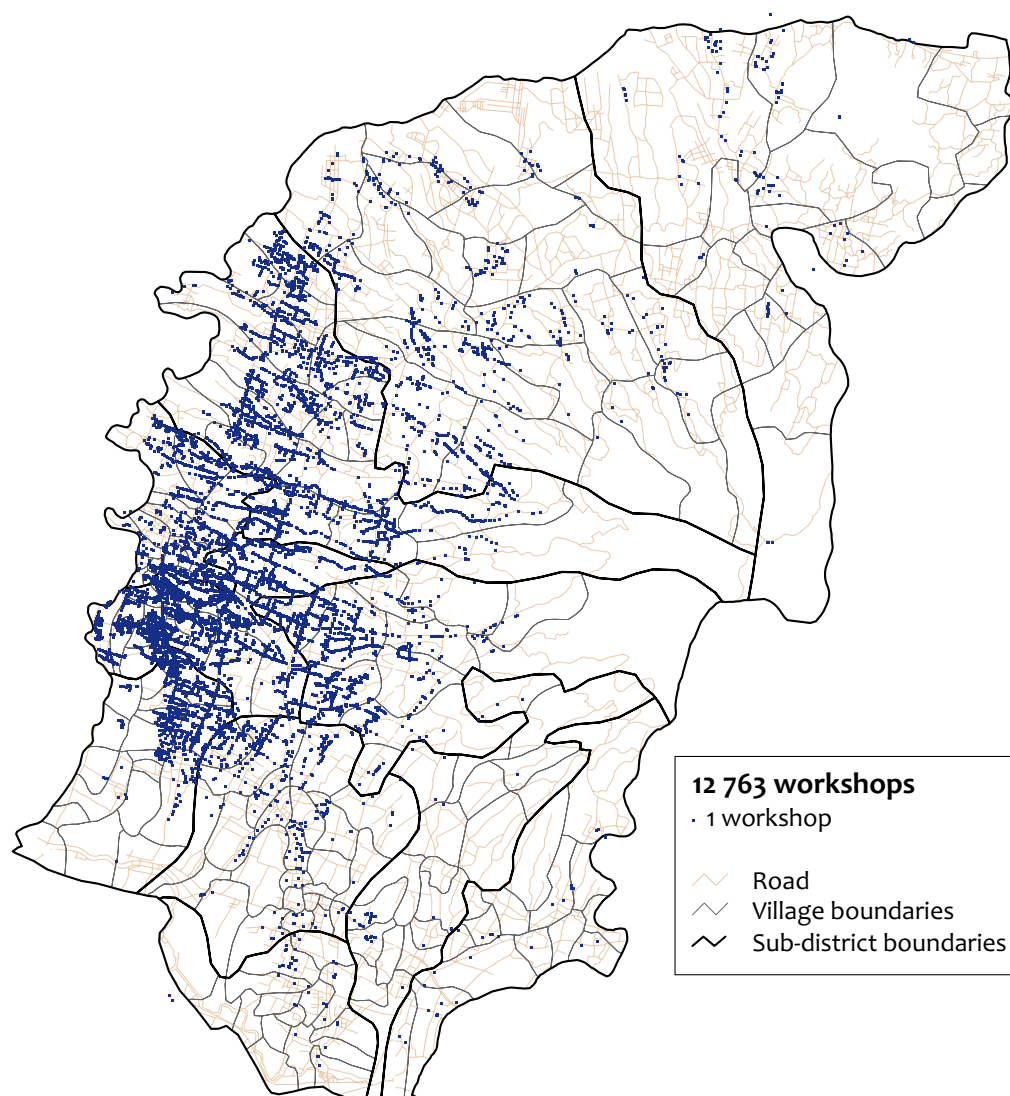 12 763 workshops
1 workshop
Road
Village boundaries
Sub-district boundaries